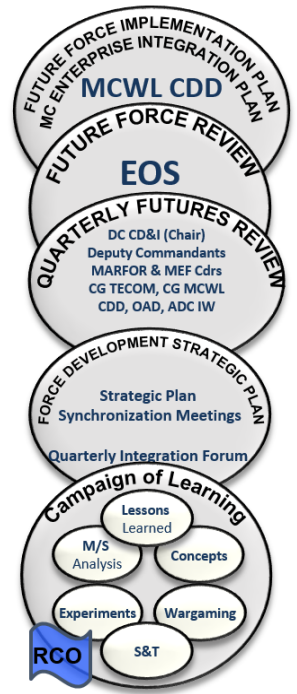 FUTURE FORCE IMPLEMENTATION PLAN
MC ENTERPRISE INTEGRATION PLAN
MCWL CDD
FUTURE FORCE REVIEW
EOS
QUARTERLY FUTURES REVIEW
DC CD&I (Chair)
Deputy Commandants
MARFOR & MEF Cdrs
CG TECOM, CG MCWL
CDD, OAD, ADC IW
FORCE DEVELOPMENT STRATEGIC PLAN
Strategic Plan
Synchronization Meetings
Quarterly Integration Forum
Campaign of Learning
Lessons
Learned
M/S
Analysis
Concepts
Experiments
Wargaming
S&T
RCO